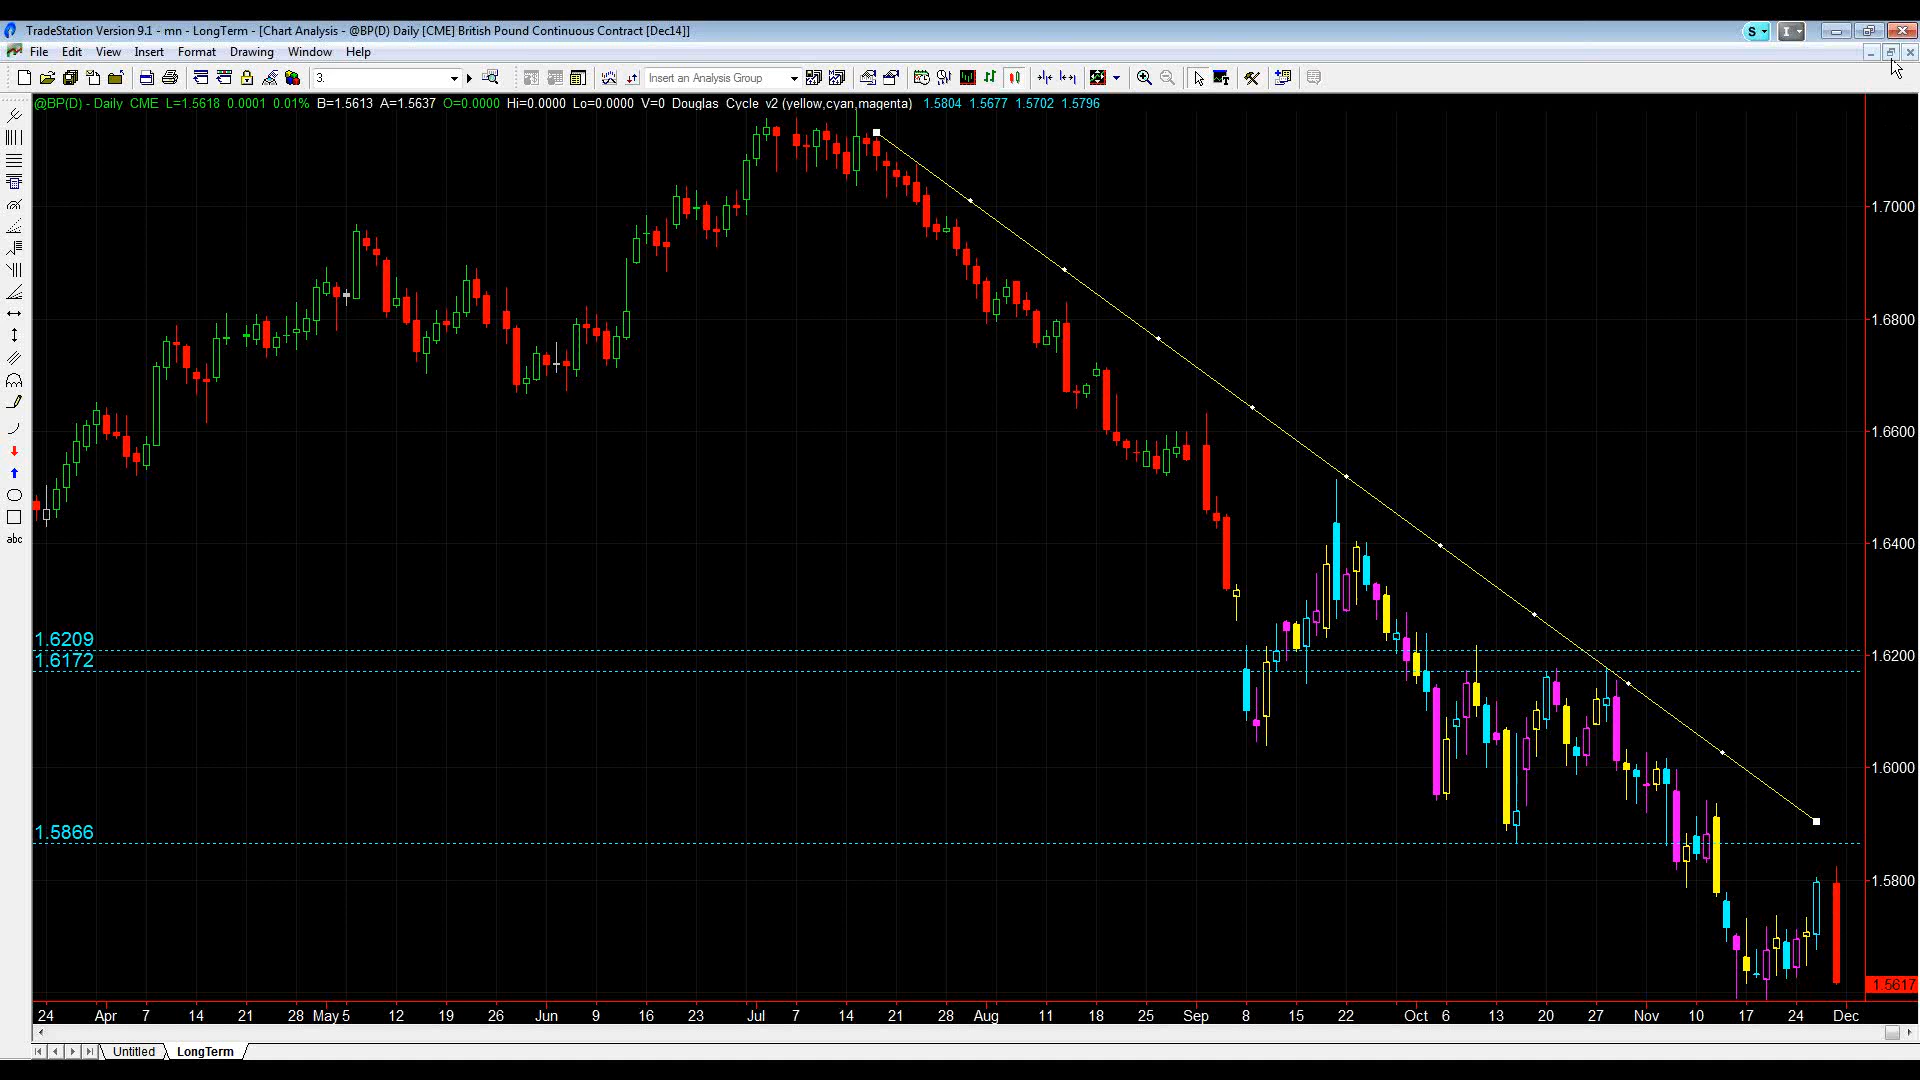 TradeStation Version 9.1 - mn - LongTerm - [Chart Analysis - @BP(D) Daily [CME] British Pound Continuous Contract [Dec14]]
S I
File Edit View Insert Format Drawing Window Help
3. Insert an Analysis Group
@BP(D) - Daily CME L=1.5618 0.0001 0.01% B=1.5613 A=1.5637 O=0.0000 Hi=0.0000 Lo=0.0000 V=0 Douglas Cycle v2 (yellow,cyan,magenta) 1.5804 1.5677 1.5702 1.5796
1.7000
1.6800
1.6600
abc
1.6400
1.6209
1.6200
1.6172
1.6000
1.5866
1.5800
1.5617
24 Apr 7 14 21 28 May 5 12 19 26 Jun 9 16 23 Jul 7 14 21 Aug 11 18 25 Sep 8 15 22 Oct 6 13 20 27 Nov 10 17 24 Dec
Untitled LongTerm